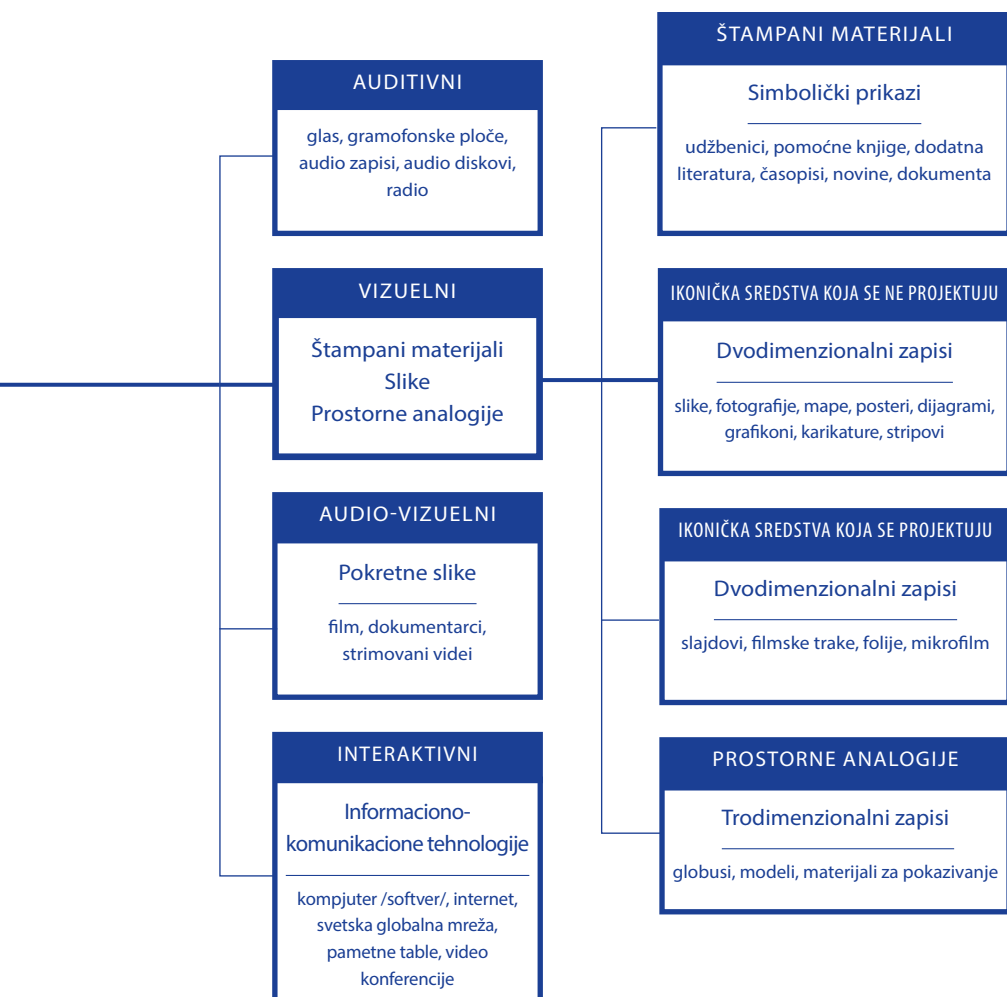 AUDITIVNI
glas, gramofonske ploče,
audio zapisi, audio diskovi,
radio
VIZUELNI
Štampani materijali
Slike
Prostorne analogije
AUDIO-VIZUELNI
Pokretne slike
film, dokumentarci,
strimovani videi
INTERAKTIVNI
Informaciono-
komunikacione tehnologije
kompjuter /softver/, internet,
svetska globalna mreža,
pametne table, video
konferencije
ŠTAMPANI MATERIJALI
Simbolički prikazi
udžbenici, pomoćne knjige, dodatna
literatura, časopisi, novine, dokumenta
IKONIČKA SREDSTVA KOJA SE NE PROJEKTUJU
Dvodimenzionalni zapisi
slike, fotografije, mape, posteri, dijagrami,
grafikoni, karikature, stripovi
IKONIČKA SREDSTVA KOJA SE PROJEKTUJU
Dvodimenzionalni zapisi
slajdovi, filmske trake, folije, mikrofilm
PROSTORNE ANALOGIJE
Trodimenzionalni zapisi
globusi, modeli, materijali za pokazivanje